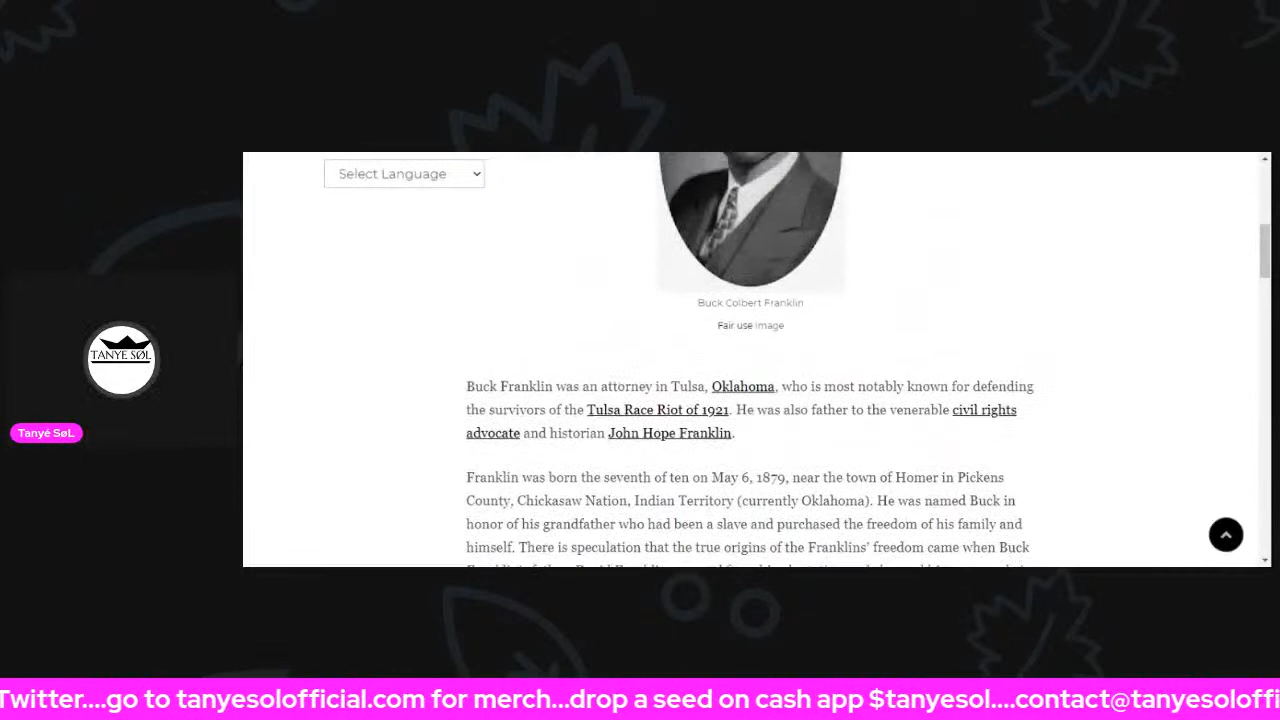 Select Language
Buck Colbert Franklin
Fair use image
Buck Franklin was an attorney in Tulsa, Oklahoma, who is most notably known for defending
the survivors of the Tulsa Race Riot of 1921. He was also father to the venerable civil rights
advocate and historian John Hope Franklin.
Franklin was born the seventh of ten on May 6, 1879, near the town of Homer in Pickens
County, Chickasaw Nation, Indian Territory (currently Oklahoma). He was named Buck in
honor of his grandfather who had been a slave and purchased the freedom of his family and
himself. There is speculation that the true origins of the Franklins' freedom came when Buck
TANYE SØL
Tanyé SøL
Twitter....go to tanyesolofficial.com for merch...drop a seed on cash app $tanyesol....contact@tanyesoloffi